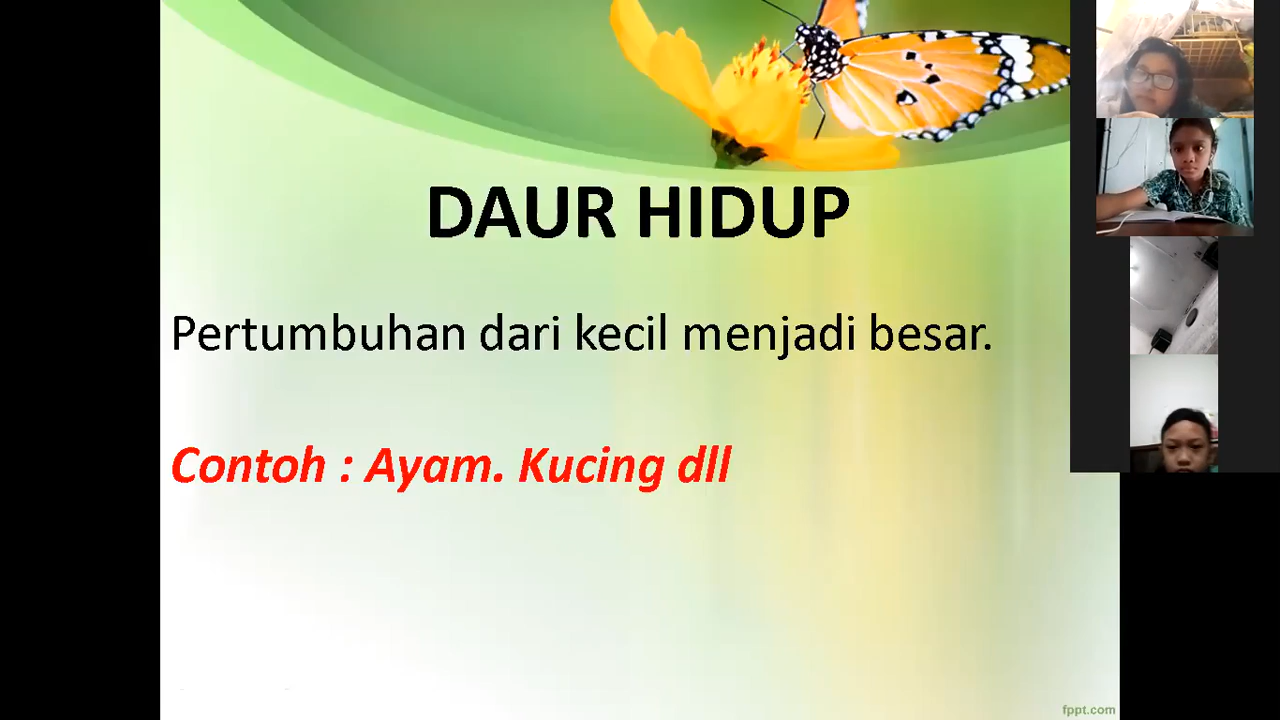 DAUR HIDUP
Pertumbuhan dari kecil menjadi besar.
Contoh : Ayam. Kucing dll
fppt.com